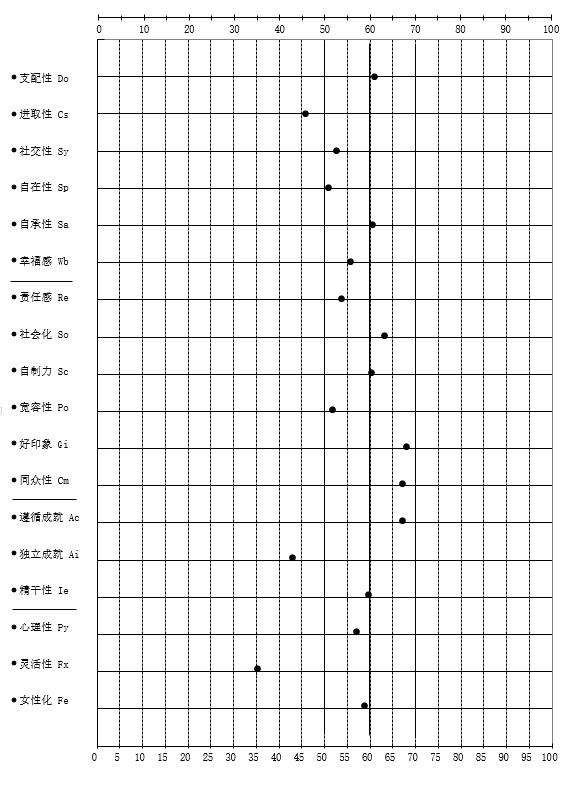 0 10 20 30 40 50 60 70 80 90 100
● 支配性 Do
● 进取性 Cs
● 社交性 Sy
● 自在性 Sp
● 自承性 Sa
● 幸福感 Wb
● 责任感 Re
● 社会化 So
● 自制力 Sc
● 宽容性 Po
● 好印象 Gi
● 同众性 Cm
● 遵循成就 Ac
● 独立成就 Ai
● 精干性 Ie
● 心理性 Py
● 灵活性 Fx
● 女性化 Fe
0 5 10 15 20 25 30 35 40 45 50 55 60 65 70 75 80 85 90 95 100